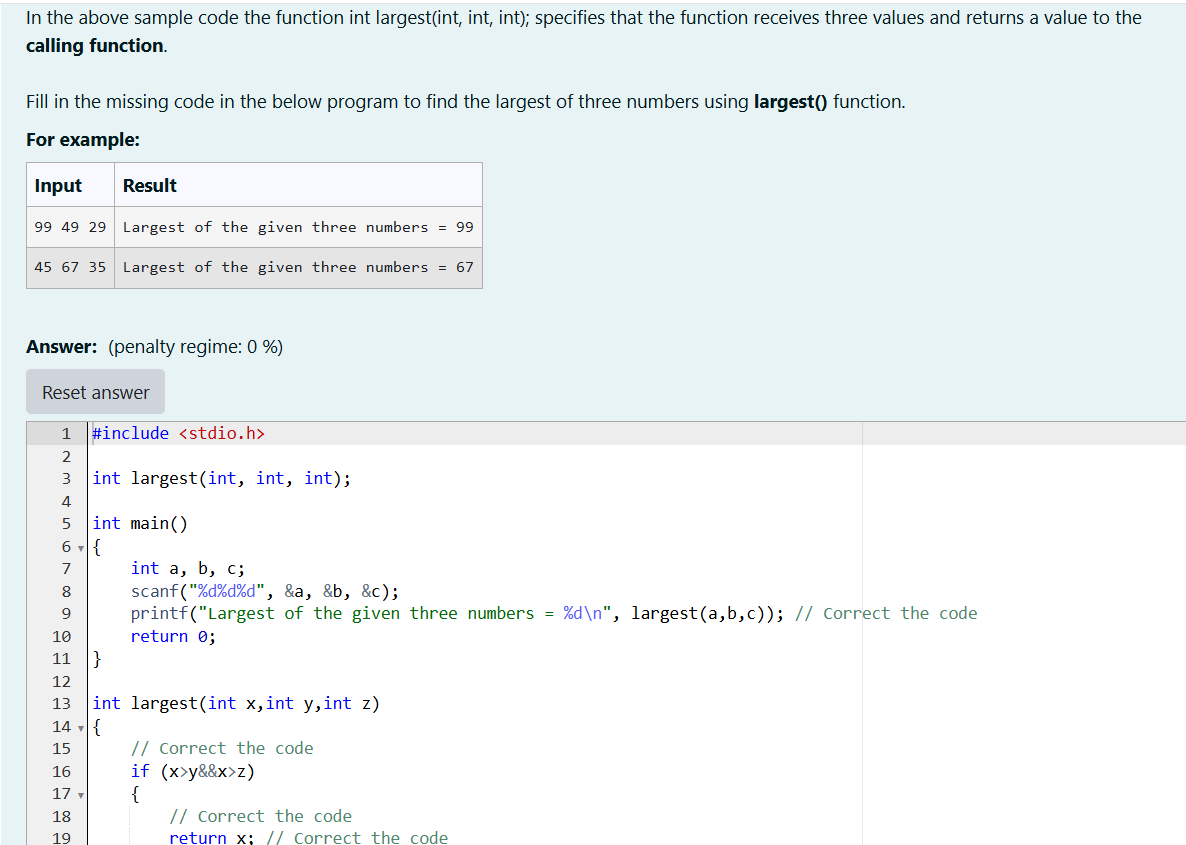 In the above sample code the function int largest(int, int, int); specifies that the function receives three values and returns a value to the
calling function.
Fill in the missing code in the below program to find the largest of three numbers using largest() function.
For example:
Input Result
99 49 29 Largest of the given three numbers = 99
45 67 35 Largest of the given three numbers = 67
Answer: (penalty regime: 0 %)
Reset answer
1 #include <stdio.h>
2
3 int largest(int, int, int);
4
5 int main()
6 {
7 int a, b, c;
8 scanf("%d%d%d", &a, &b, &c);
9 printf("Largest of the given three numbers = %d\n", largest(a,b,c)); // Correct the code
10 return 0;
11 }
12
13 int largest(int x,int y,int z)
14 {
15 // Correct the code
16 if (x>y&&x>z)
17 {
18 // Correct the code
19 return x; // Correct the code